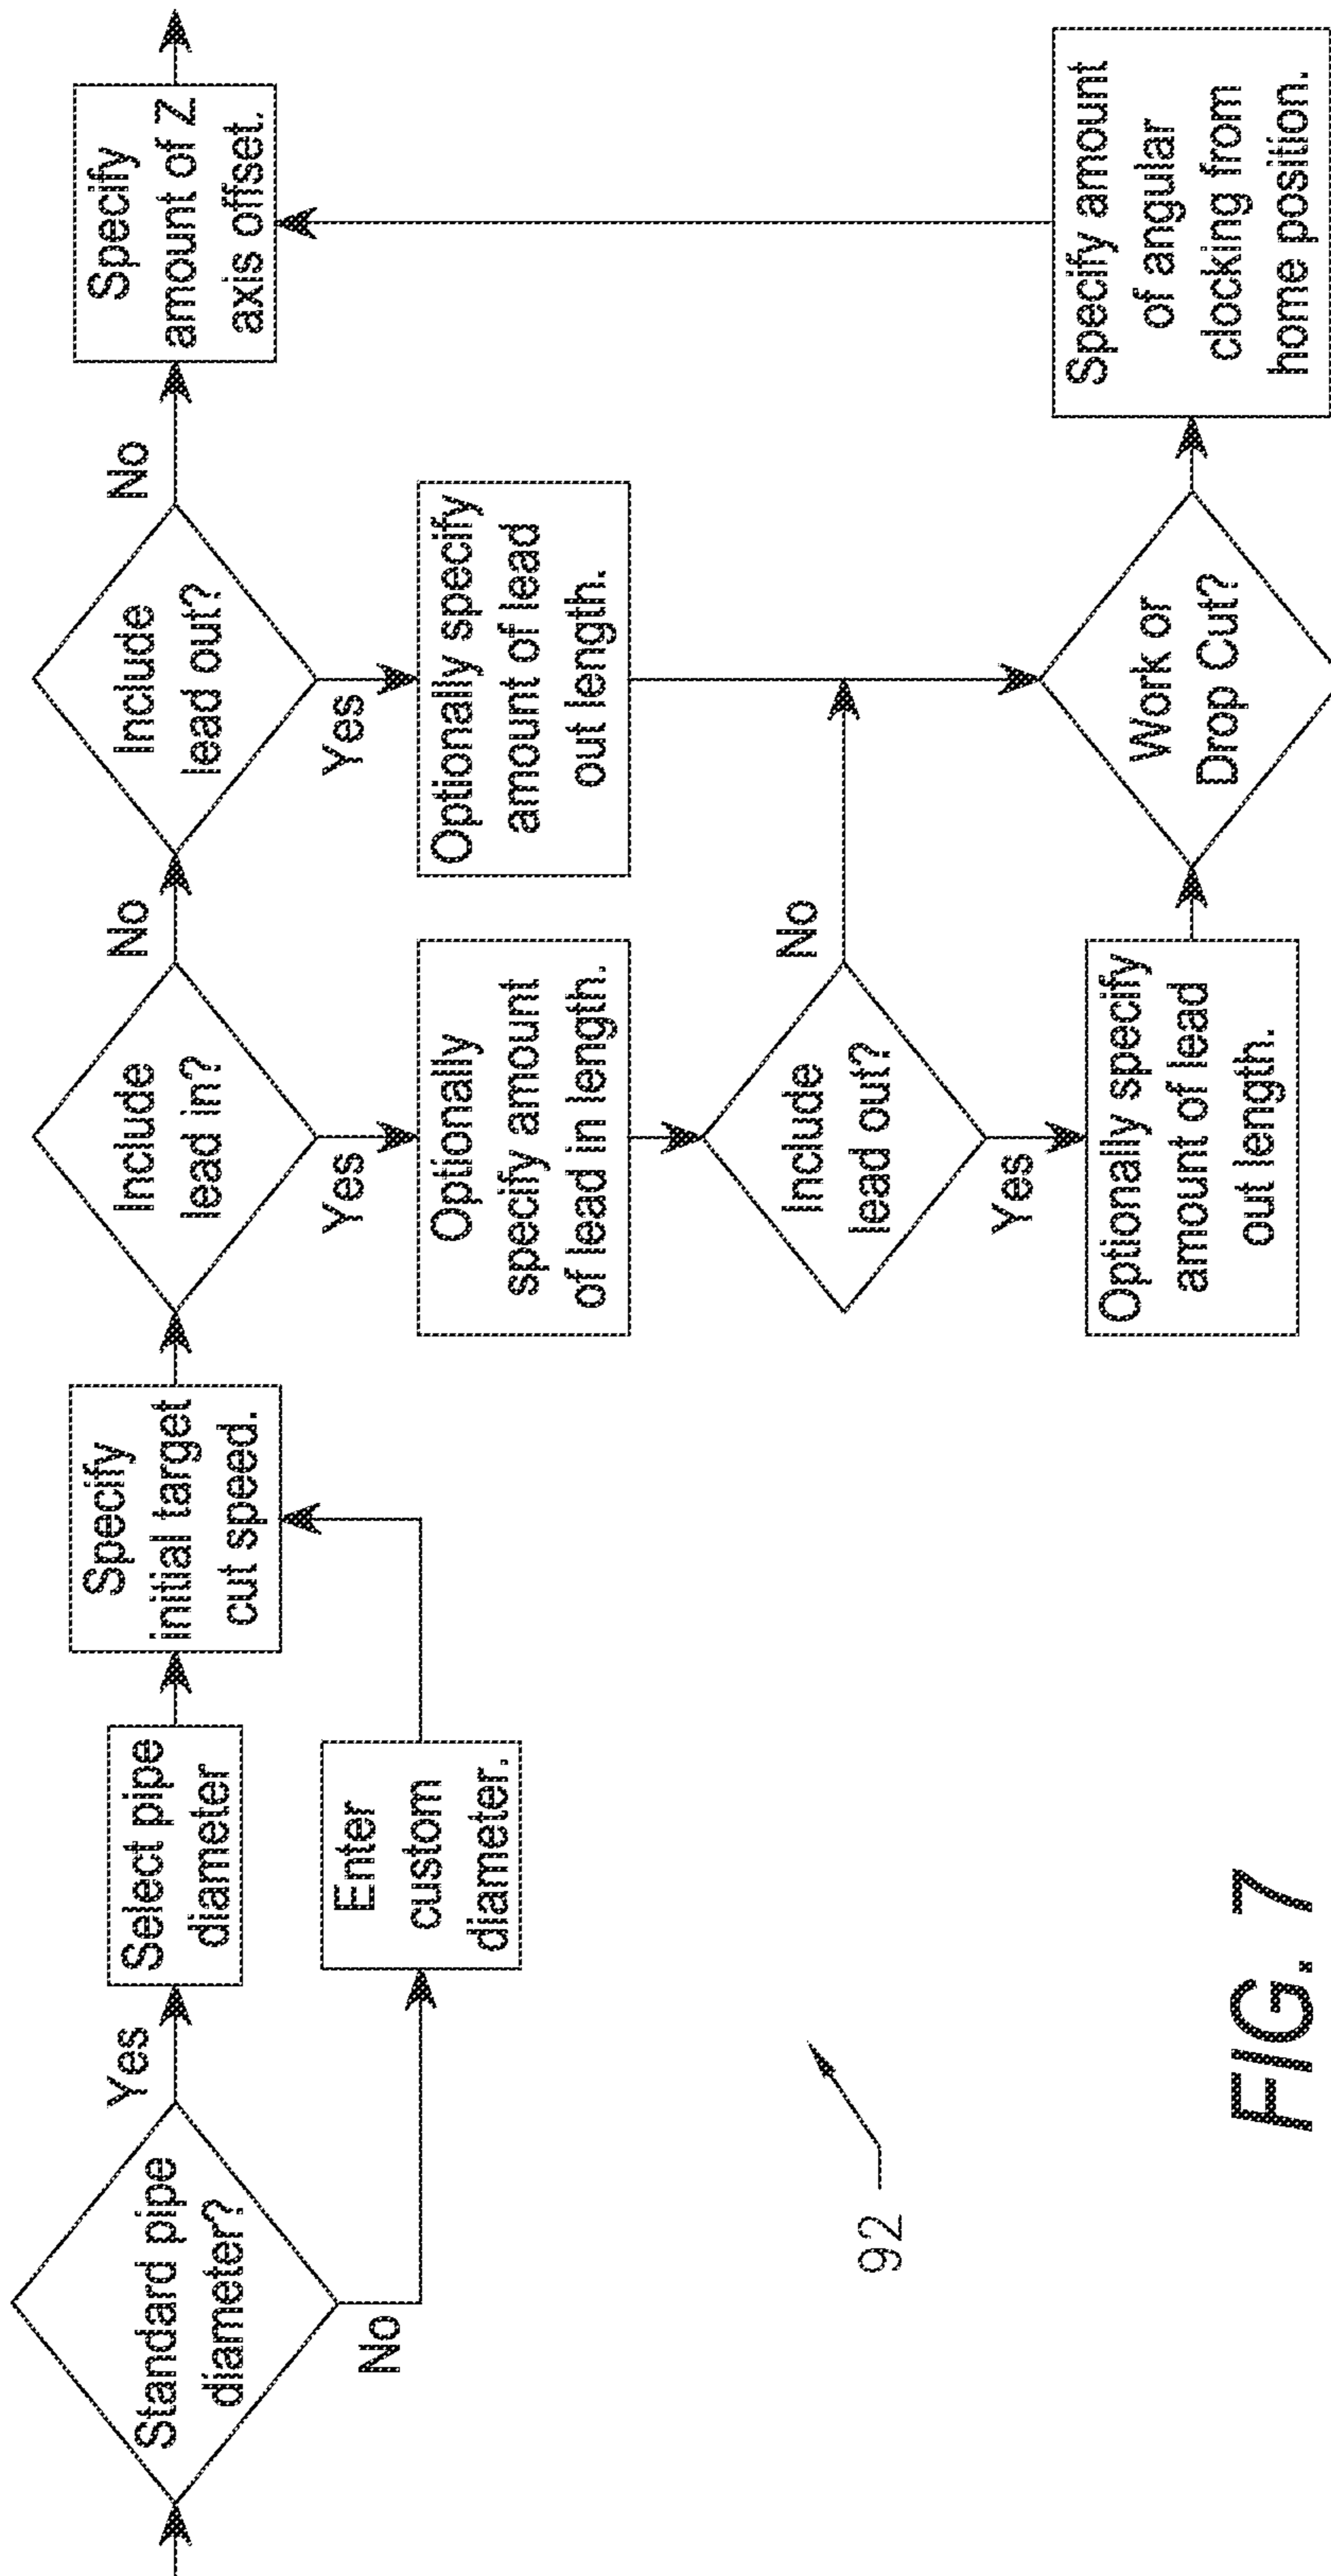 Standard pipe
diameter?
Yes
No
Select pipe
diameter
Enter
custom
diameter.
Specify
initial target
cut speed.
Include
lead in?
No
Yes
Optionally
specify amount
of lead in length.
Include
lead out?
No
Yes
Optionally specify
amount of lead
out length.
Include
lead out?
No
Yes
Optionally specify
amount of lead
out length.
Work or
Drop Cut?
Specify amount
of angular
clocking from
home position.
Specify
amount of Z
axis offset.
92
FIG. 7